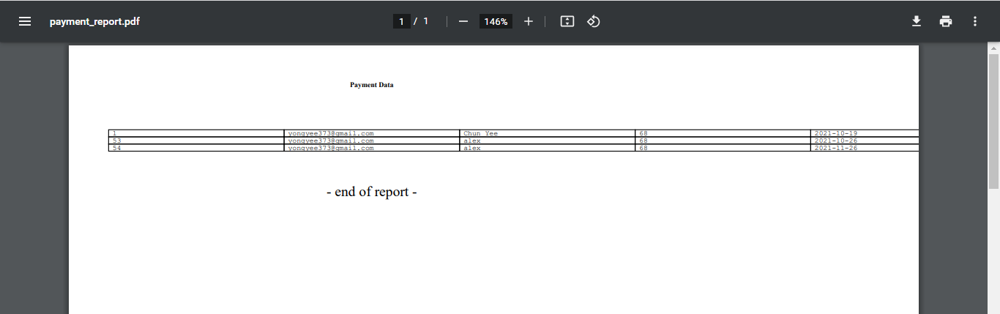 payment_report.pdf 1 / 1 146%
Payment Data
1 yongyee373@gmail.com Chun Yee 68 2021-10-19
53 yongyee373@gmail.com alex 68 2021-10-26
54 yongyee373@gmail.com alex 68 2021-11-26
- end of report -